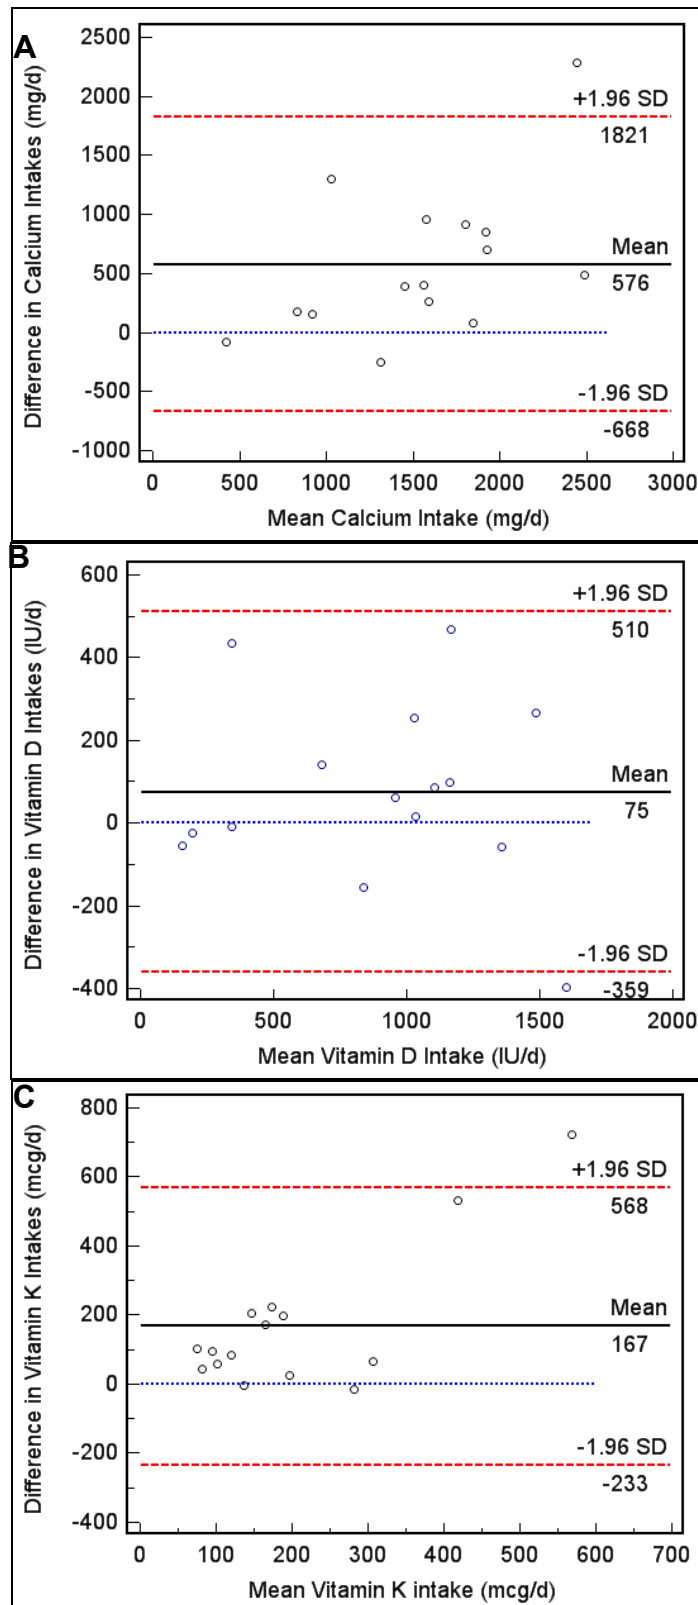 A
Difference in Calcium Intakes (mg/d)
2500
2000
1500
1000
500
0
-500
-1000
+1.96 SD
1821
Mean
576
-1.96 SD
-668
0 500 1000 1500 2000 2500 3000
Mean Calcium Intake (mg/d)
B
Difference in Vitamin D Intakes (IU/d)
600
400
200
0
-200
-400
+1.96 SD
510
Mean
75
-1.96 SD
-359
0 500 1000 1500 2000
Mean Vitamin D Intake (IU/d)
C
Difference in Vitamin K Intakes (mcg/d)
800
600
400
200
0
-200
-400
+1.96 SD
568
Mean
167
-1.96 SD
-233
0 100 200 300 400 500 600 700
Mean Vitamin K intake (mcg/d)